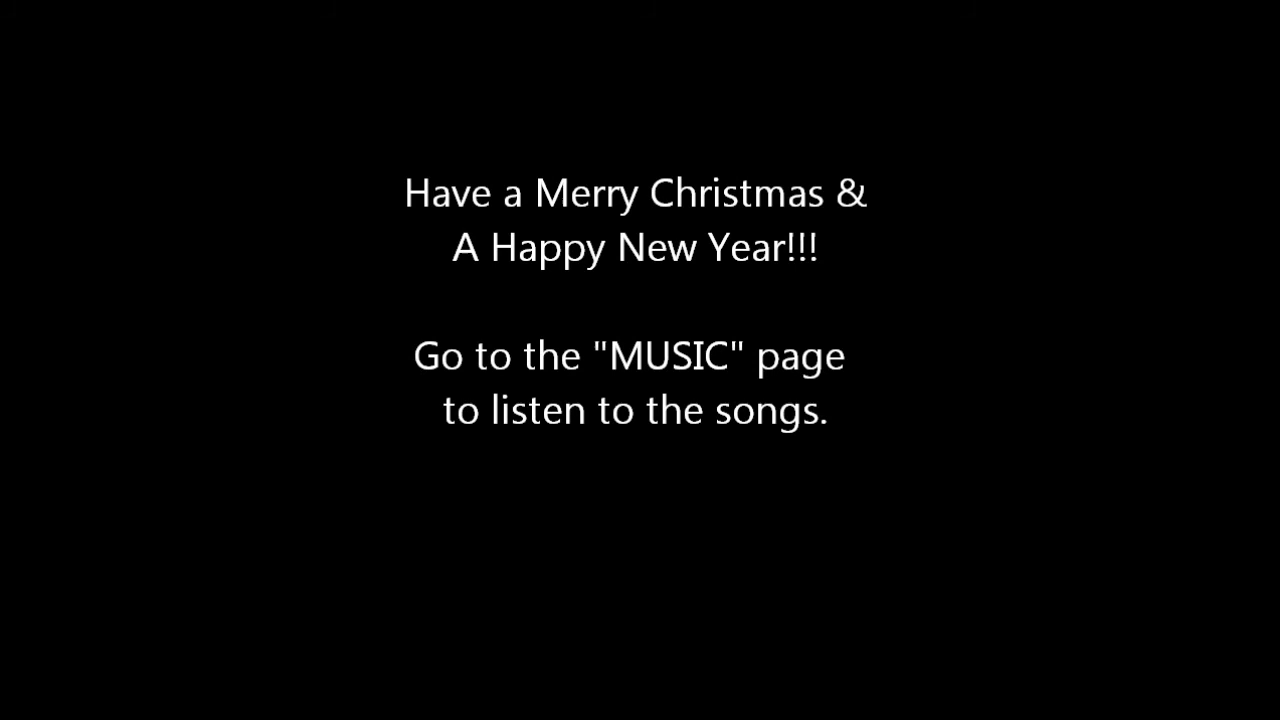 Have a Merry Christmas &
A Happy New Year!!!
Go to the "MUSIC" page
to listen to the songs.